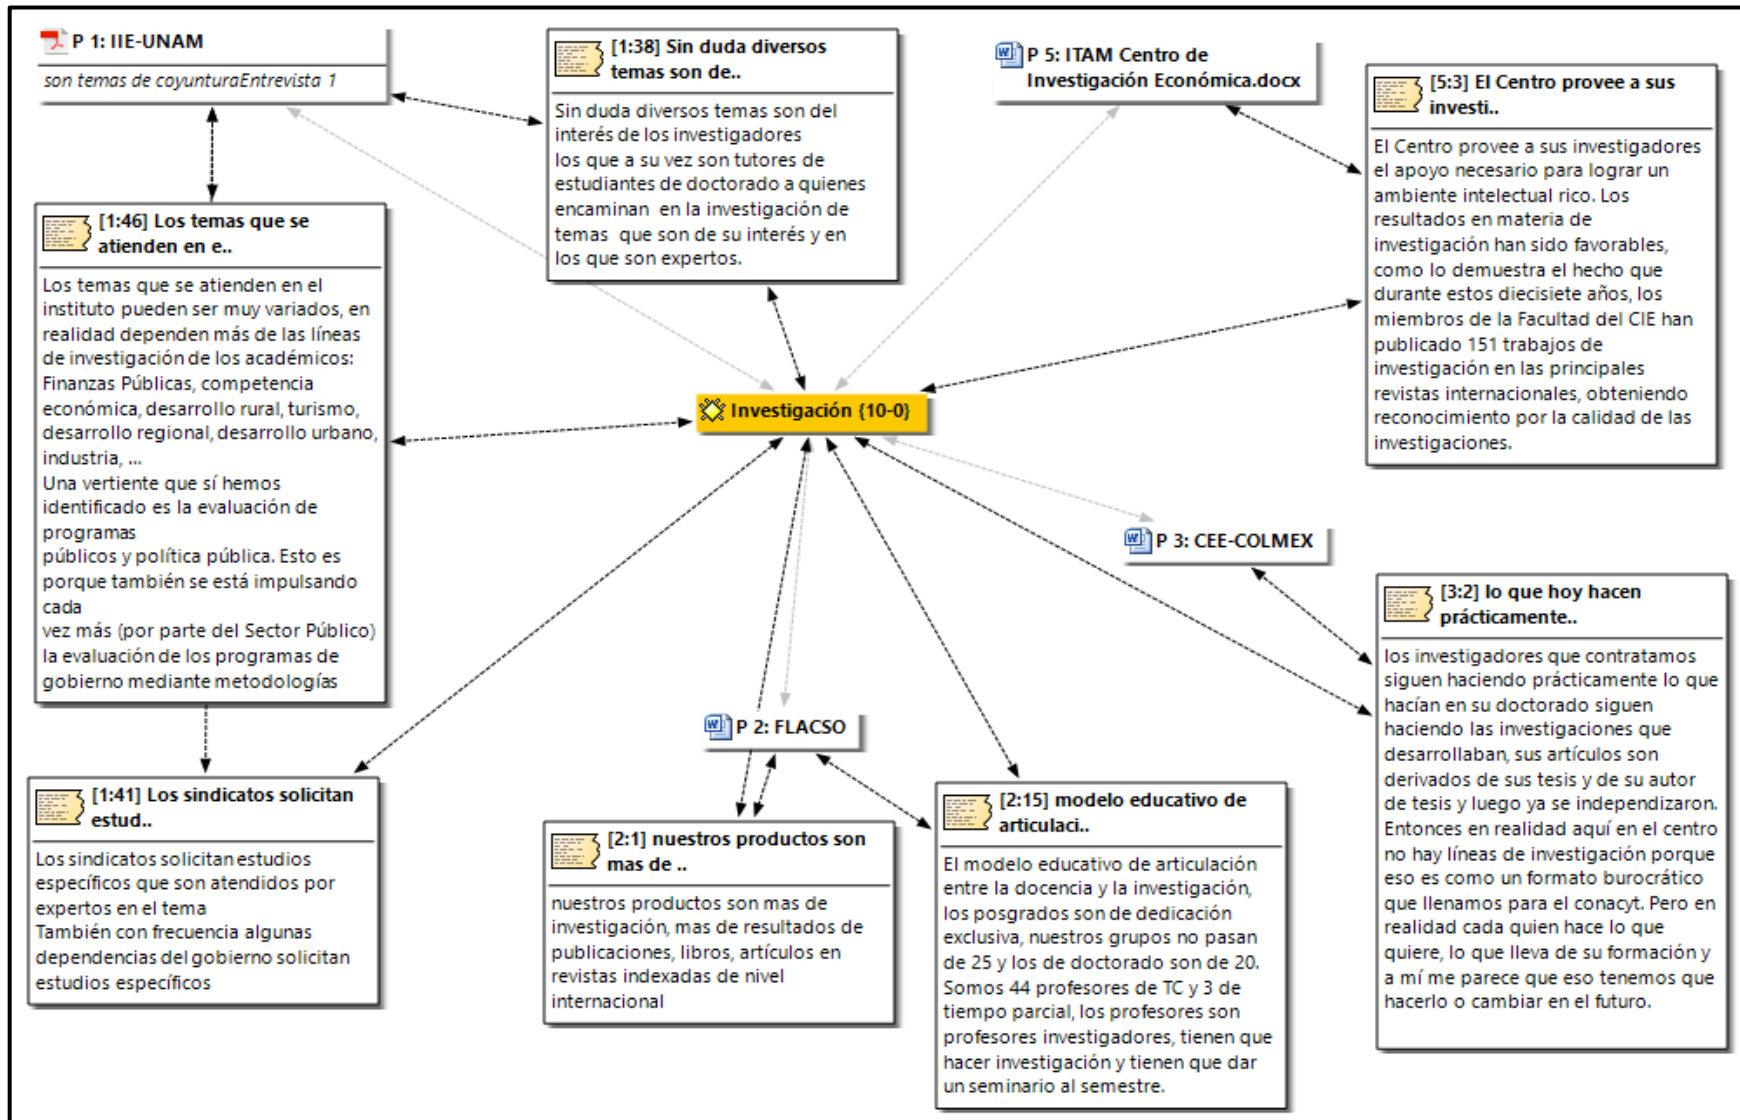 P 1: IIE-UNAM
son temas de coyunturaEntrevista 1
[1:38] Sin duda diversos
temas son de..
Sin duda diversos temas son del
interés de los investigadores
los que a su vez son tutores de
estudiantes de doctorado a quienes
encaminan en la investigación de
temas que son de su interés y en
los que son expertos.
P 5: ITAM Centro de
Investigación Económica.docx
[5:3] El Centro provee a sus
investi..
El Centro provee a sus investigadores
el apoyo necesario para lograr un
ambiente intelectual rico. Los
resultados en materia de
investigación han sido favorables,
como lo demuestra el hecho que
durante estos diecisiete años, los
miembros de la Facultad del CIE han
publicado 151 trabajos de
investigación en las principales
revistas internacionales, obteniendo
reconocimiento por la calidad de las
investigaciones.
[1:46] Los temas que se
atienden en e..
Los temas que se atienden en el
instituto pueden ser muy variados, en
realidad dependen más de las líneas
de investigación de los académicos:
Finanzas Públicas, competencia
económica, desarrollo rural, turismo,
desarrollo regional, desarrollo urbano,
industria, ...
Una vertiente que sí hemos
identificado es la evaluación de
programas
públicos y política pública. Esto es
porque también se está impulsando
cada
vez más (por parte del Sector Público)
la evaluación de los programas de
gobierno mediante metodologías
Investigación {10-0}
P 3: CEE-COLMEX
[3:2] lo que hoy hacen
prácticamente..
los investigadores que contratamos
siguen haciendo prácticamente lo que
hacían en su doctorado siguen
haciendo las investigaciones que
desarrollaban, sus artículos son
derivados de sus tesis y de su autor
de tesis y luego ya se independizaron.
Entonces en realidad aquí en el centro
no hay líneas de investigación porque
eso es como un formato burocrático
que llenamos para el conacyt. Pero en
realidad cada quien hace lo que
quiere, lo que lleva de su formación y
a mí me parece que eso tenemos que
hacerlo o cambiar en el futuro.
P 2: FLACSO
[1:41] Los sindicatos solicitan
estud..
Los sindicatos solicitan estudios
específicos que son atendidos por
expertos en el tema
También con frecuencia algunas
dependencias del gobierno solicitan
estudios específicos
[2:1] nuestros productos son
mas de ..
nuestros productos son mas de
investigación, mas de resultados de
publicaciones, libros, artículos en
revistas indexadas de nivel
internacional
[2:15] modelo educativo de
articulaci..
El modelo educativo de articulación
entre la docencia y la investigación,
los posgrados son de dedicación
exclusiva, nuestros grupos no pasan
de 25 y los de doctorado son de 20.
Somos 44 profesores de TC y 3 de
tiempo parcial, los profesores son
profesores investigadores, tienen que
hacer investigación y tienen que dar
un seminario al semestre.